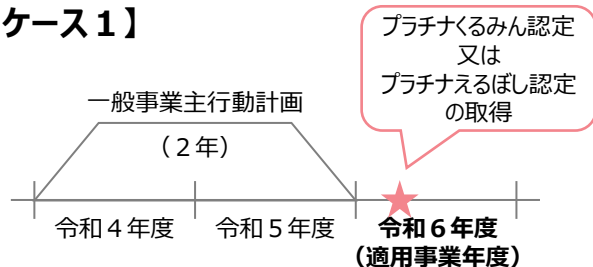 ケース１】
プラチナくるみん認定
又は
プラチナえるぼし認定
の取得
一般事業主行動計画
（２年）
令和４年度
令和５年度
令和６年度
（適用事業年度）